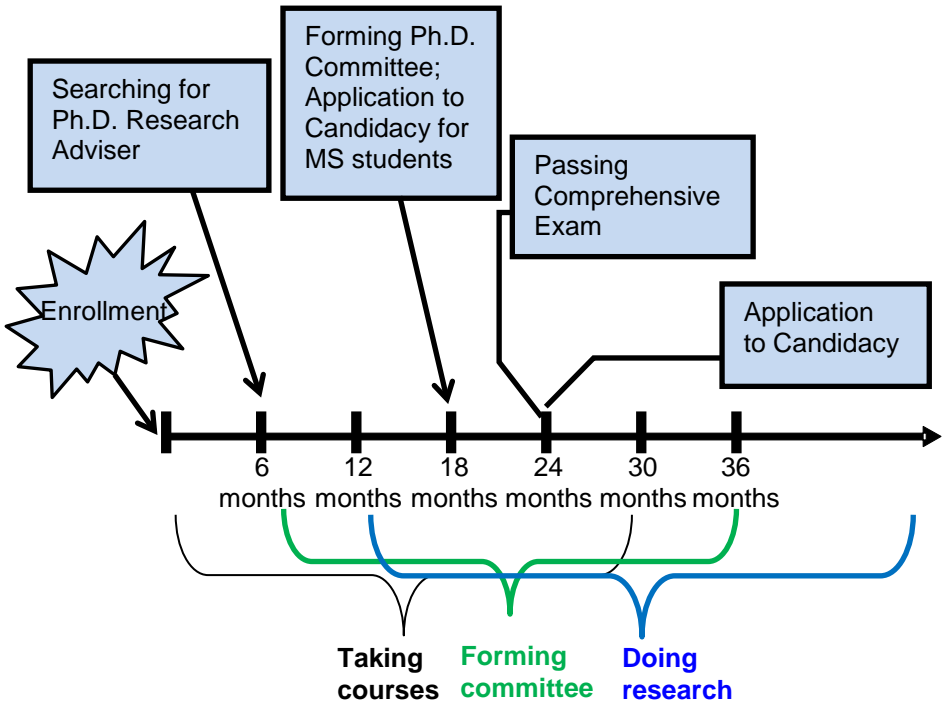 Forming Ph.D.
Committee;
Application to
Candidacy for
MS students
Searching for
Ph.D. Research
Adviser
Passing
Comprehensive
Exam
Enrollment
Application
to Candidacy
6 12 18 24 30 36
months months months months months months
Taking
courses
Forming
committee
Doing
research